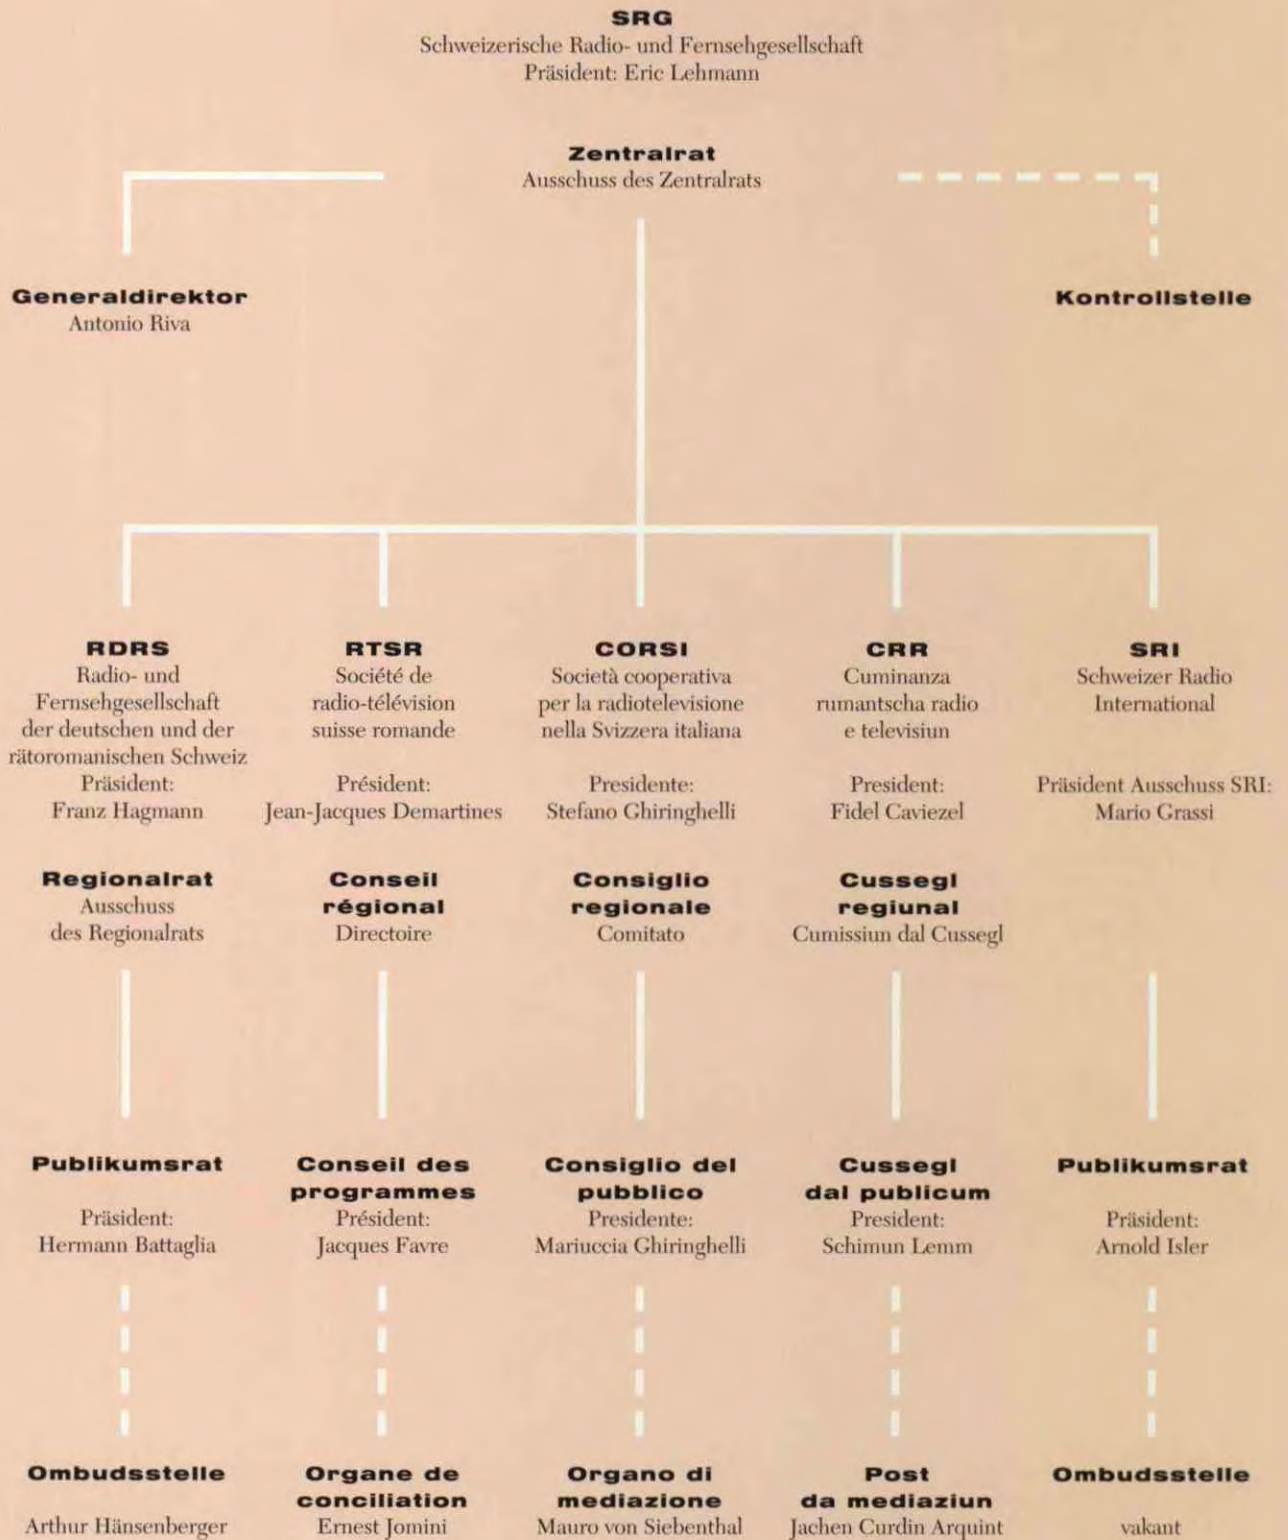 SRG
Schweizerische Radio- und Fernsehgesellschaft
Präsident: Eric Lehmann
Zentralrat
Ausschuss des Zentralrats
Generaldirektor
Antonio Riva
Kontrollstelle
RDRS
Radio- und
Fernsehgesellschaft
der deutschen und der
rätoromanischen Schweiz
Präsident:
Franz Hagmann
Regionalrat
Ausschuss
des Regionalrats
Publikumsrat
Präsident:
Hermann Battaglia
Ombudsstelle
Arthur Hänsenberger
RTSR
Société de
radio-télévision
suisse romande
Président:
Jean-Jacques Demartines
Conseil
régional
Directoire
Conseil des
programmes
Président:
Jacques Favre
Organe de
conciliation
Ernest Jomini
CORSI
Società cooperativa
per la radiotelevisione
nella Svizzera italiana
Presidente:
Stefano Ghiringhelli
Consiglio
regionale
Comitato
Consiglio del
pubblico
Presidente:
Mariuccia Ghiringhelli
Organo di
mediazione
Mauro von Siebenthal
CRR
Cuminanza
rumantscha radio
e televisiun
President:
Fidel Caviezel
Cussegl
regiunal
Cumissiun dal Cussegl
Cussegl
dal publicum
President:
Schimun Lemm
Post
da mediaziun
Jachen Curdin Arquint
SRI
Schweizer Radio
International
Präsident Ausschuss SRI:
Mario Grassi
Publikumsrat
Präsident:
Arnold Isler
Ombudsstelle
vakant